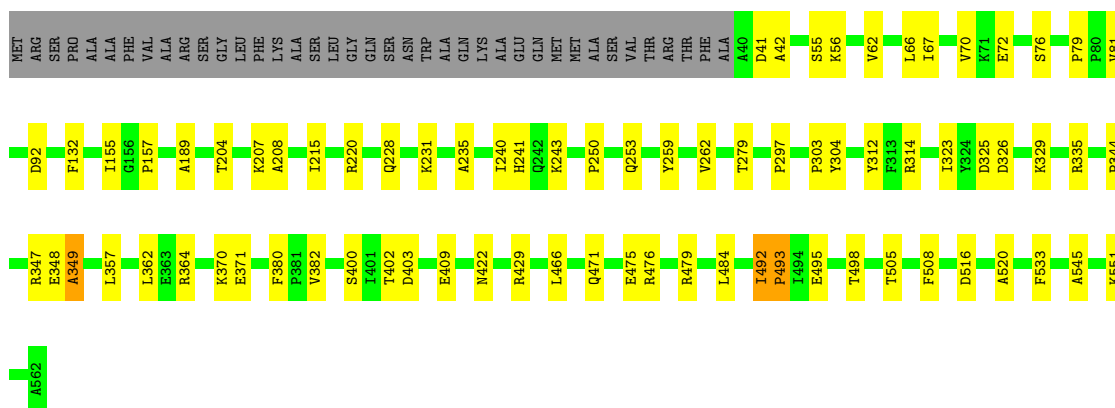 MET ARG SER PRO ALA ALA PHE VAL ALA ARG SER GLY LEU PHE LYS ALA SER LEU GLY GLN SER ASN TRP ALA GLN LYS ALA GLU GLN MET MET ALA SER VAL THR ARG THR PHE ALA A40 D41 A42 S55 K56 V62 L66 I67 V70 K71 E72 S76 P79 P80 V81
D92 F132 I155 G156 P157 A189 T204 K207 A208 I215 R220 Q228 K231 A235 I240 H241 Q242 K243 P250 Q253 Y259 V262 T279 P297 P303 Y304 Y312 F313 R314 I323 Y324 D325 D326 K329 R335 R344
R347 E348 A349 L357 L362 E363 R364 K370 E371 F380 P381 V382 S400 I401 T402 D403 E409 N422 R429 L466 Q471 E475 R476 R479 L484 I492 P493 I494 E495 T498 T505 F508 D516 A520 F533 A545 K551
A562